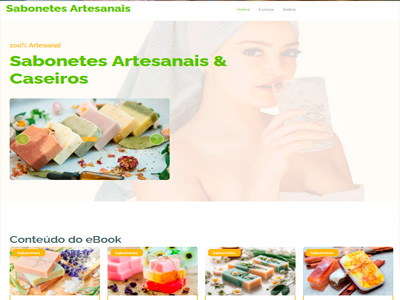 Sabonetes Artesanais
Home Cursos Sobre
100% Artesanal
Sabonetes Artesanais &
Caseiros
Conteúdo do eBook
Sabonetes Sabonetes Sabonetes Sabonetes